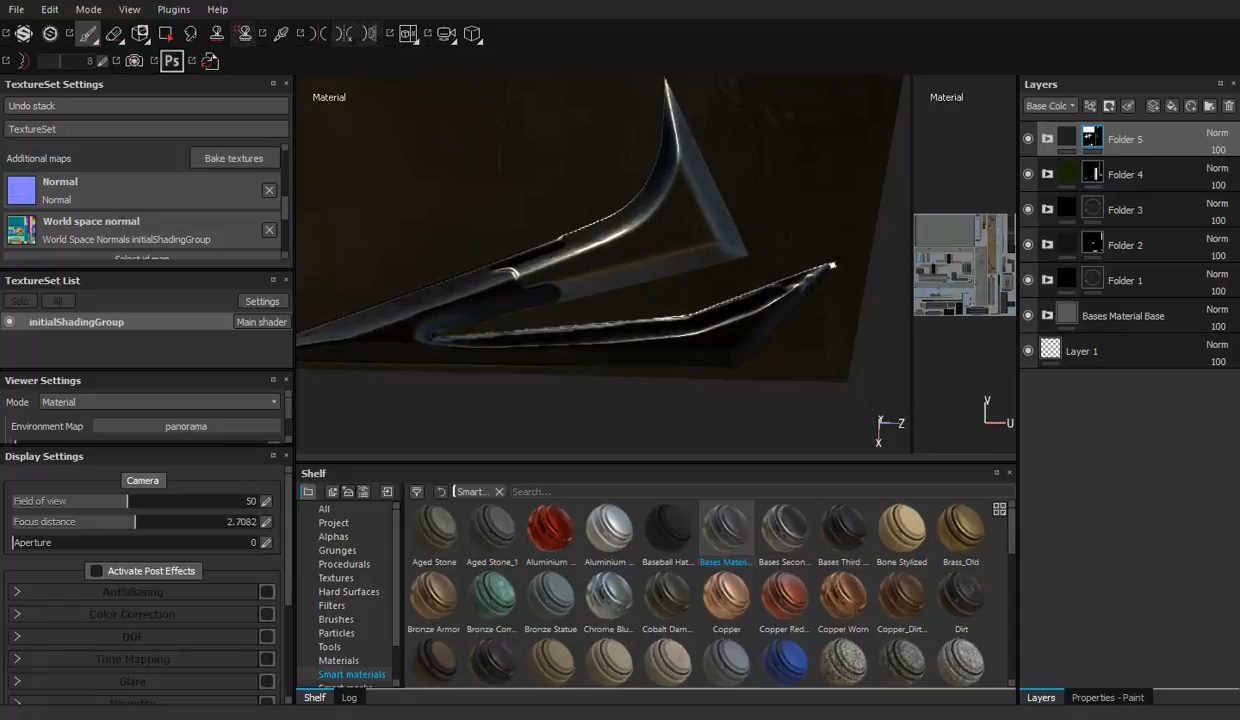 File Edit Mode View Plugins Help
8
Ps
TextureSet Settings
Undo stack
TextureSet
Additional maps Bake textures
Normal
Normal
World space normal
World Space Normals initialShadingGroup
Select id map
TextureSet List
Solo All Settings
initialShadingGroup Main shader
Viewer Settings
Mode Material
Environment Map panorama
Display Settings
Camera
Field of view 50
Focus distance 2.7082
Aperture 0
Activate Post Effects
Antialiasing
Color Correction
DOF
Tone Mapping
Glare
Vignette
Material
Y Z
X
Material
V
U
Shelf
Smart... Search...
All
Project
Alphas
Grunges
Procedurals
Textures
Hard Surfaces
Filters
Brushes
Particles
Tools
Materials
Smart materials
Smart masks
Aged Stone Aged Stone_1 Aluminium ... Aluminium ... Baseball Hat... Bases Materi... Bases Secon... Bases Third ... Bone Stylized Brass_Old
Bronze Armor Bronze Corr... Bronze Statue Chrome Blu... Cobalt Dam... Copper Copper Red... Copper Worn Copper_Dirt... Dirt
Shelf Log
Layers
Base Colc
Folder 5 Norm
100
Folder 4 Norm
100
Folder 3 Norm
100
Folder 2 Norm
100
Folder 1 Norm
100
Bases Material Base Norm
100
Layer 1 Norm
100
Layers Properties - Paint